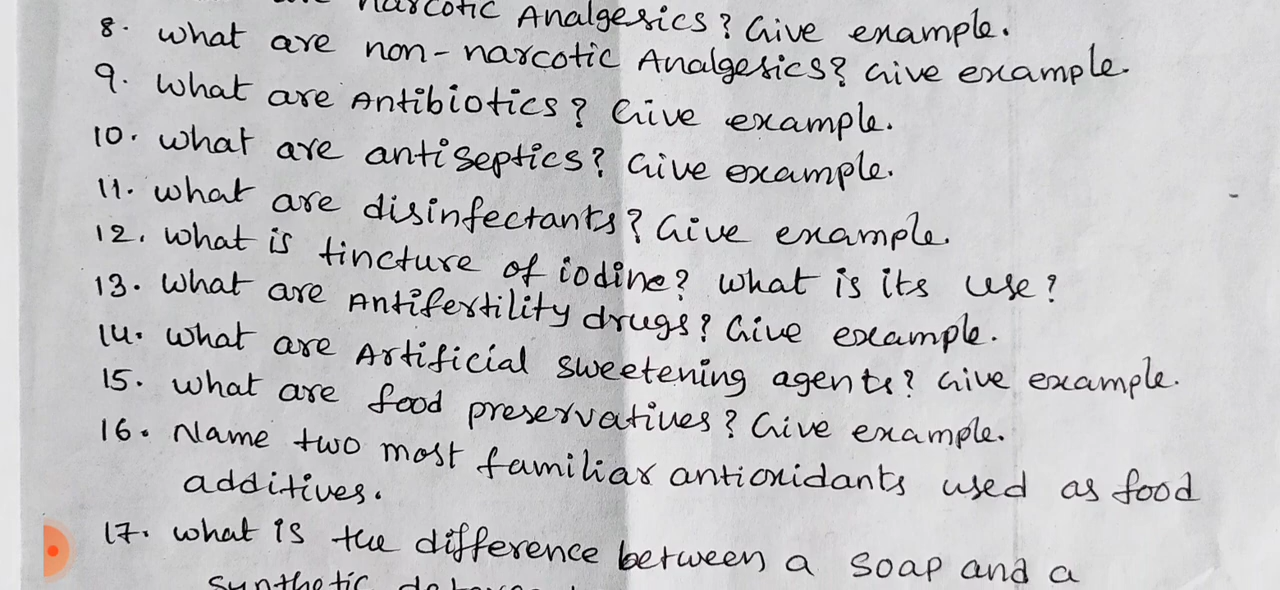 narcotic Analgesics? Give example.
8. what are non-narcotic Analgesics? Give example.
9. what are Antibiotics? Give example.
10. what are antiseptics? Give example.
11. what are disinfectants? Give example.
12. what is tincture of iodine? what is its use?
13. what are Antifertility drugs? Give example.
14. what are Artificial sweetening agents? Give example.
15. what are food preservatives? Give example.
16. Name two most familiar antioxidants used as food
additives.
17. what is the difference between a soap and a
synthetic